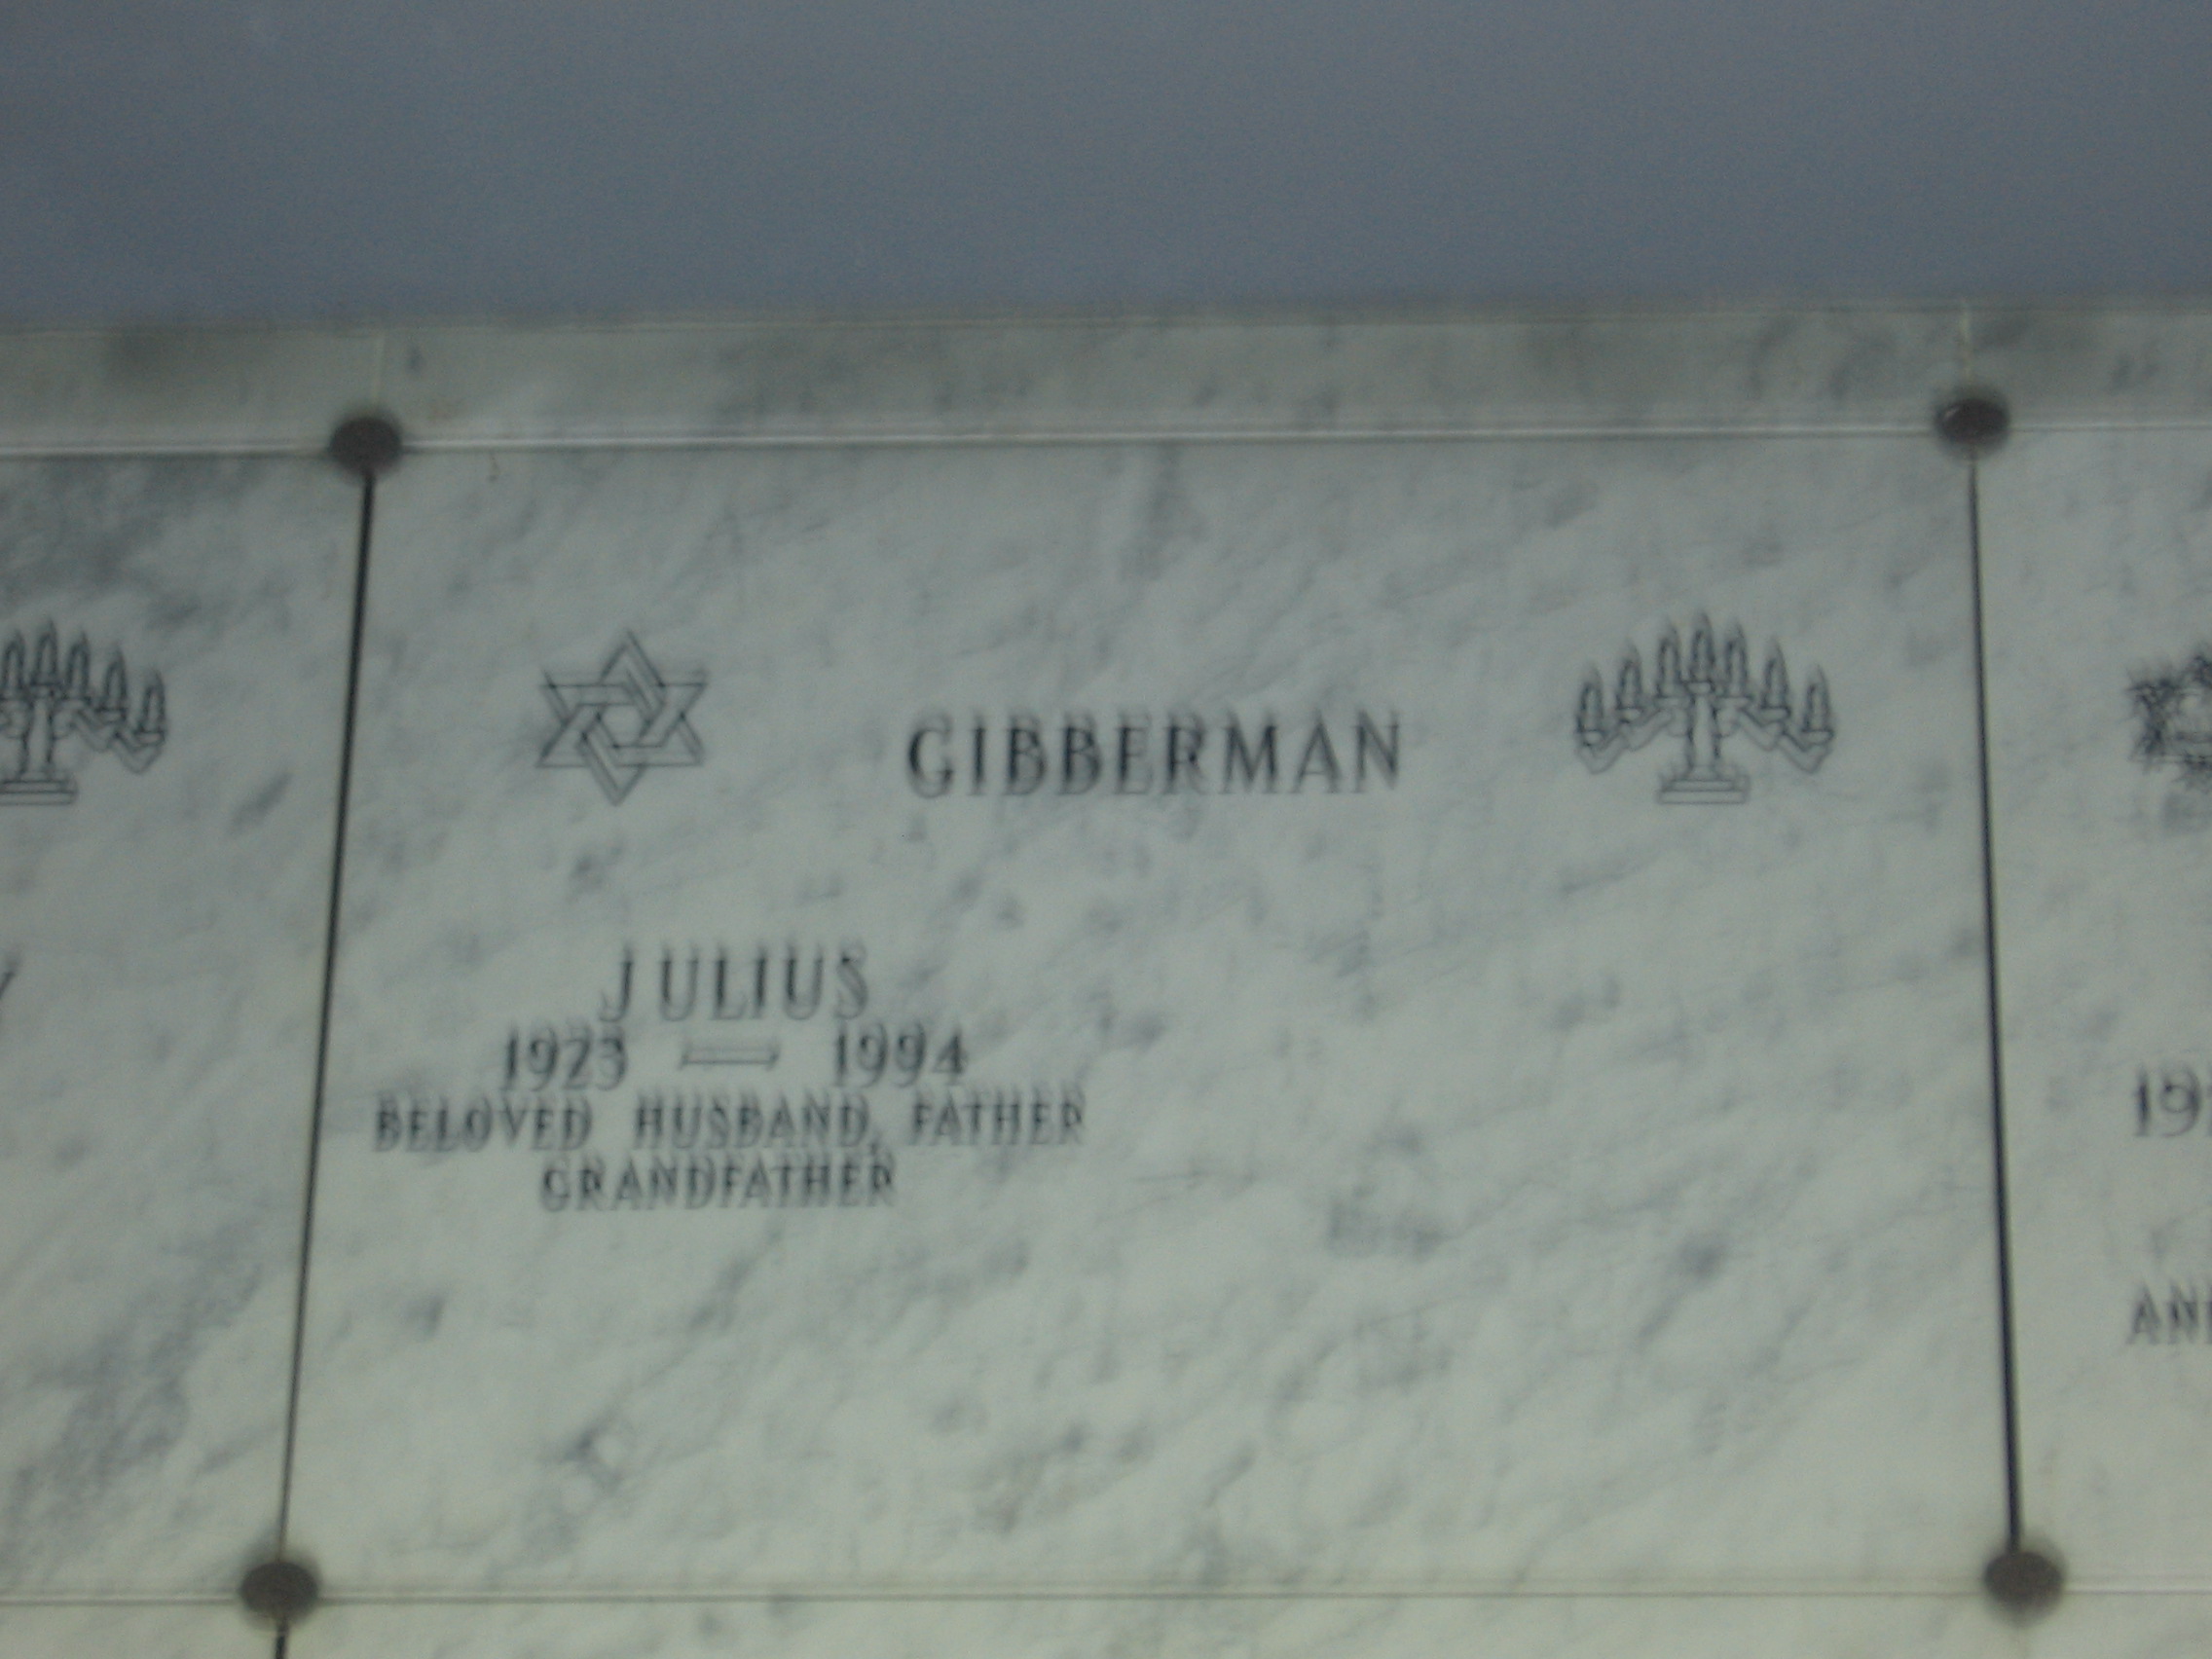 GIBBERMAN
JULIUS
1923 — 1994
BELOVED HUSBAND, FATHER
GRANDFATHER